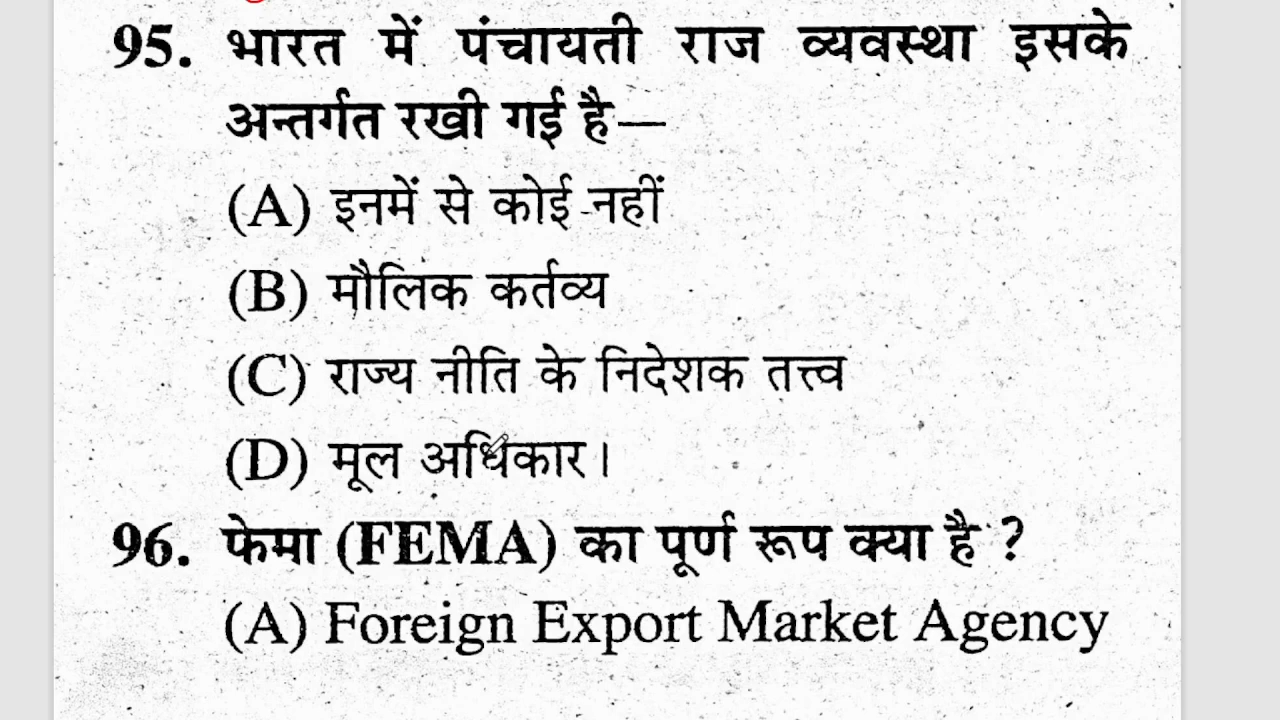 95. भारत में पंचायती राज व्यवस्था इसके
अन्तर्गत रखी गई है—
(A) इनमें से कोई नहीं
(B) मौलिक कर्तव्य
(C) राज्य नीति के निदेशक तत्त्व
(D) मूल अधिकार।
96. फेमा (FEMA) का पूर्ण रूप क्या है ?
(A) Foreign Export Market Agency